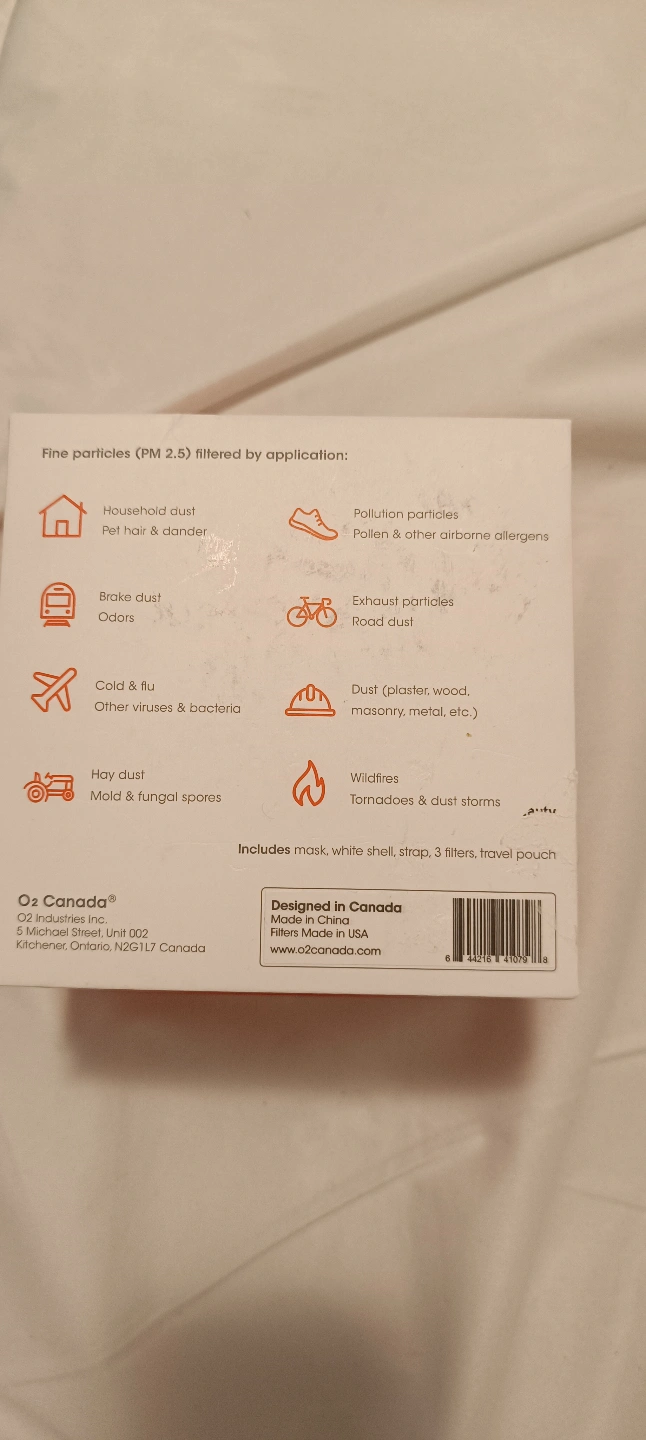 Fine particles (PM 2.5) filtered by application:
Household dust
Pet hair & dander
Pollution particles
Pollen & other airborne allergens
Brake dust
Odors
Exhaust particles
Road dust
Cold & flu
Other viruses & bacteria
Dust (plaster, wood,
masonry, metal, etc.)
Hay dust
Mold & fungal spores
Wildfires
Tornadoes & dust storms
Includes mask, white shell, strap, 3 filters, travel pouch
O2 Canada®
O2 Industries Inc.
5 Michael Street, Unit 002
Kitchener, Ontario, N2G1L7 Canada
Designed in Canada
Made in China
Filters Made in USA
www.o2canada.com
6 44216 41079 8